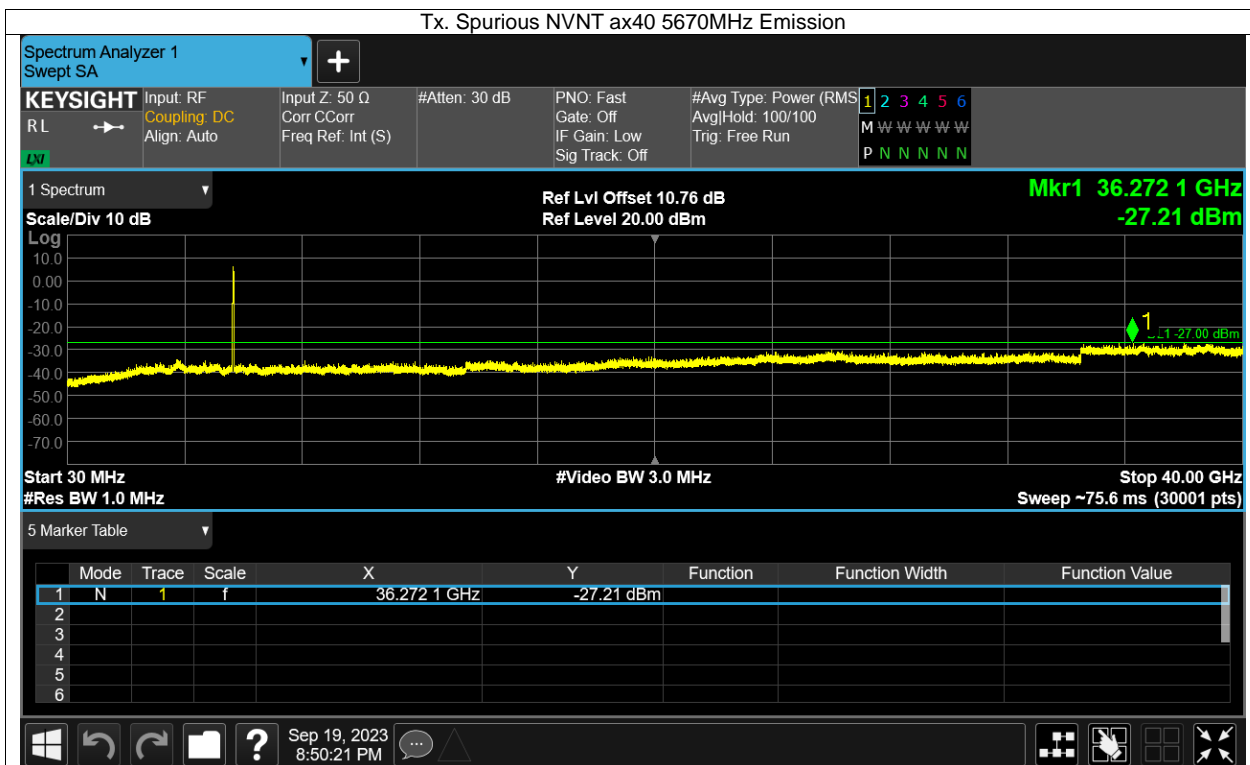 Tx. Spurious NVNT ax40 5670MHz Emission
Spectrum Analyzer 1
Swept SA
+
KEYSIGHT
RL
LXI
Input: RF
Coupling: DC
Align: Auto
Input Z: 50 Ω
Corr CCorr
Freq Ref: Int (S)
#Atten: 30 dB
PNO: Fast
Gate: Off
IF Gain: Low
Sig Track: Off
#Avg Type: Power (RMS
Avg|Hold: 100/100
Trig: Free Run
1 2 3 4 5 6
M W W W W W
P N N N N N
1 Spectrum
Scale/Div 10 dB
Ref Lvl Offset 10.76 dB
Ref Level 20.00 dBm
Mkr1 36.272 1 GHz
-27.21 dBm
Log
10.0
0.00
-10.0
-20.0
-30.0
-40.0
-50.0
-60.0
-70.0
1
-27.00 dBm
Start 30 MHz
#Video BW 3.0 MHz
Stop 40.00 GHz
#Res BW 1.0 MHz
Sweep ~75.6 ms (30001 pts)
5 Marker Table
Mode Trace Scale X Y Function Function Width Function Value
1 N 1 f 36.272 1 GHz -27.21 dBm
2
3
4
5
6
?
Sep 19, 2023
8:50:21 PM